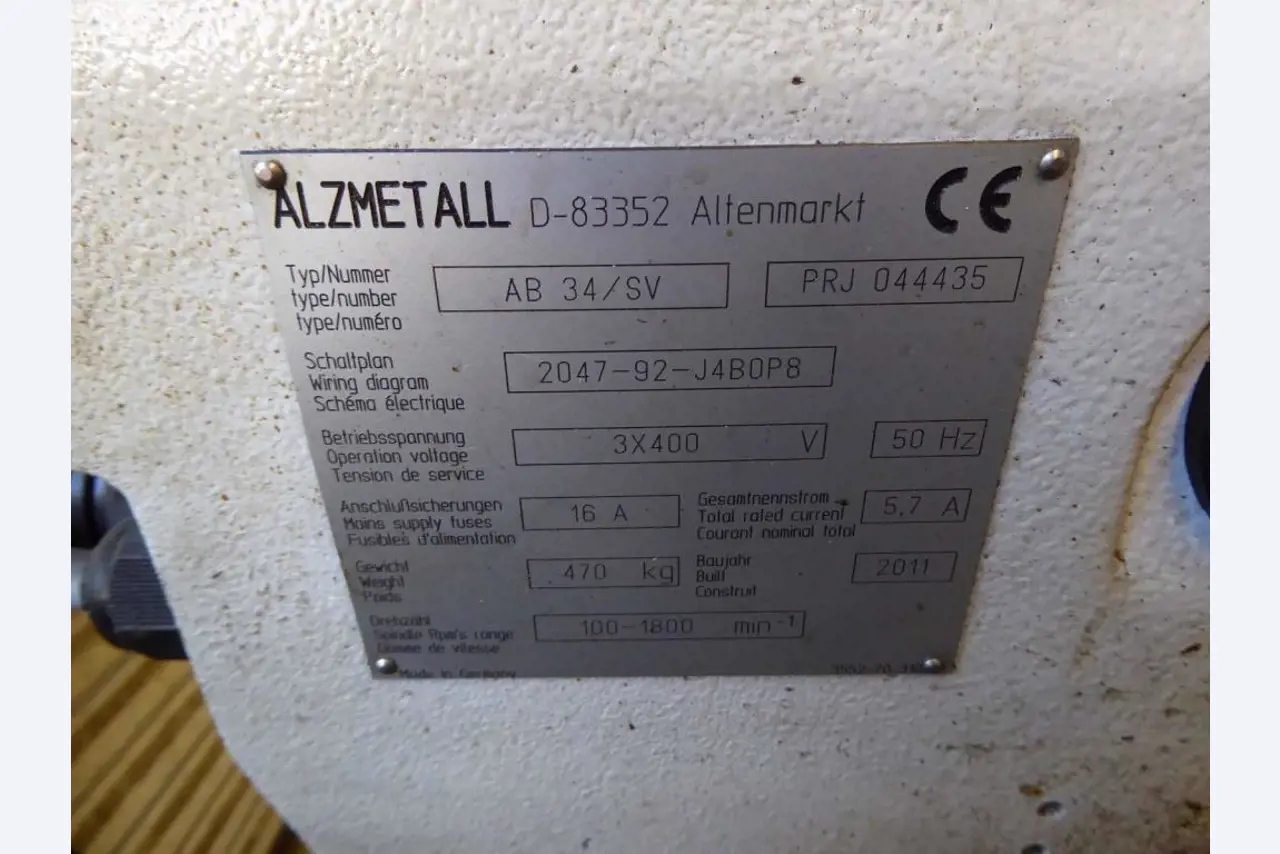 ALZMETALL D-83352 Altenmarkt CE
Typ/Nummer
type/number
type/numéro
AB 34/SV
PRJ 044435
Schaltplan
Wiring diagram
Schéma électrique
2047-92-J4B0P8
Betriebsspannung
Operation voltage
Tension de service
3X400 V
50 Hz
Anschlußsicherungen
Mains supply fuses
Fusibles d'alimentation
16 A
Gesamtnennstrom
Total rated current
Courant nominal total
5,7 A
Gewicht
Weight
Poids
470 kg
Baujahr
Built
Construit
2011
Drehzahl
Spindle Rpm's range
Gamme de vitesse
100-1800 min⁻¹
Made in Germany